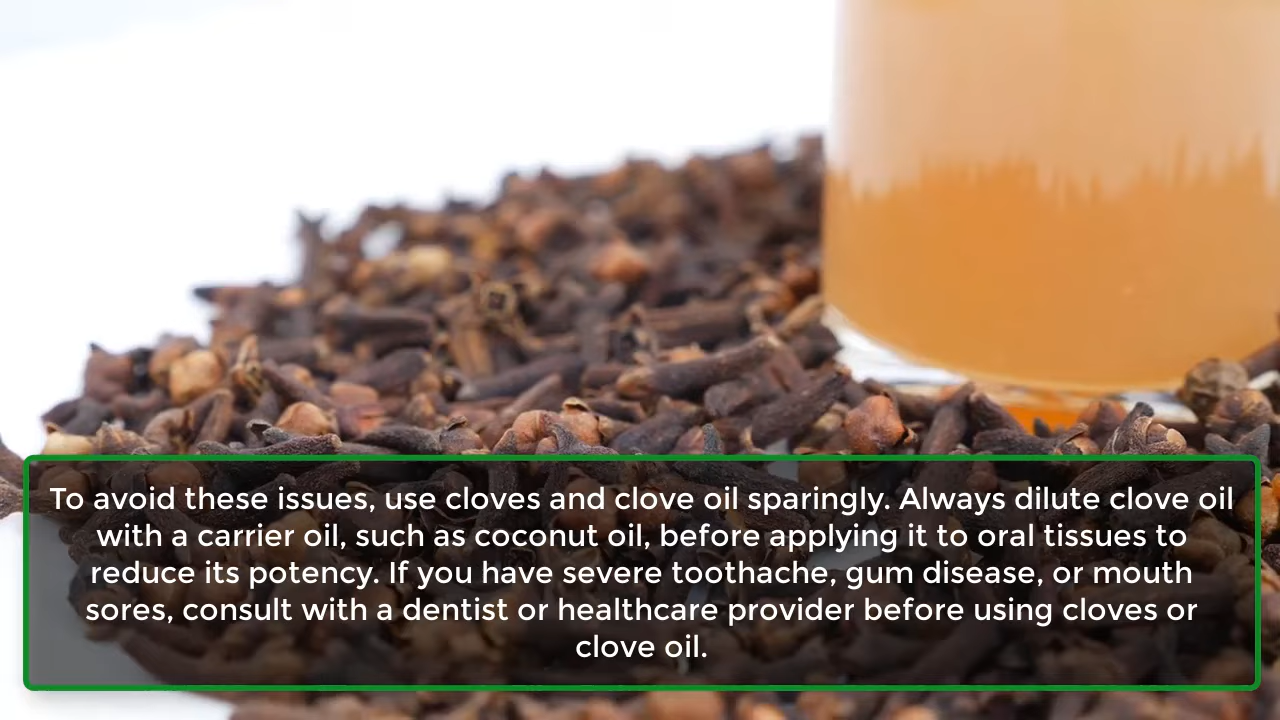 To avoid these issues, use cloves and clove oil sparingly. Always dilute clove oil
with a carrier oil, such as coconut oil, before applying it to oral tissues to
reduce its potency. If you have severe toothache, gum disease, or mouth
sores, consult with a dentist or healthcare provider before using cloves or
clove oil.